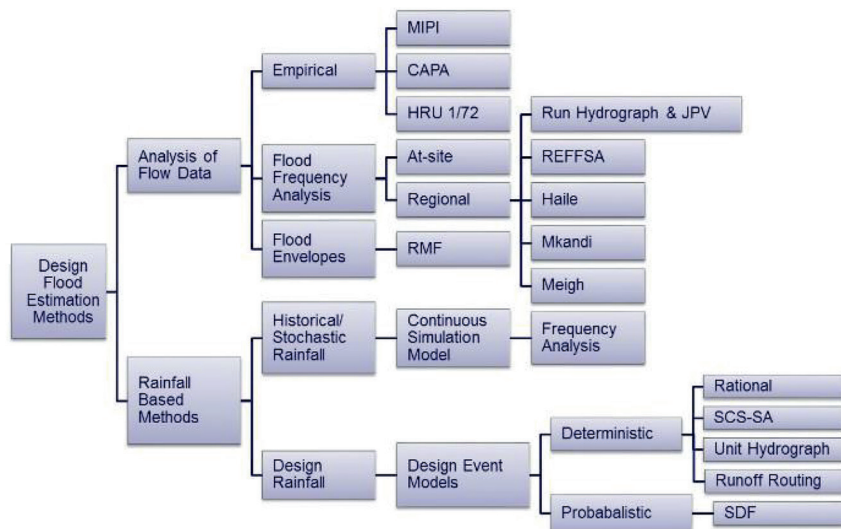 Design
Flood
Estimation
Methods
Analysis of
Flow Data
Empirical
MIPI
CAPA
HRU 1/72
Flood
Frequency
Analysis
At-site
Regional
Run Hydrograph & JPV
REFFSA
Haile
Mkandi
Meigh
Flood
Envelopes
RMF
Rainfall
Based
Methods
Historical/
Stochastic
Rainfall
Continuous
Simulation
Model
Frequency
Analysis
Design
Rainfall
Design Event
Models
Deterministic
Rational
SCS-SA
Unit Hydrograph
Runoff Routing
Probabalistic
SDF